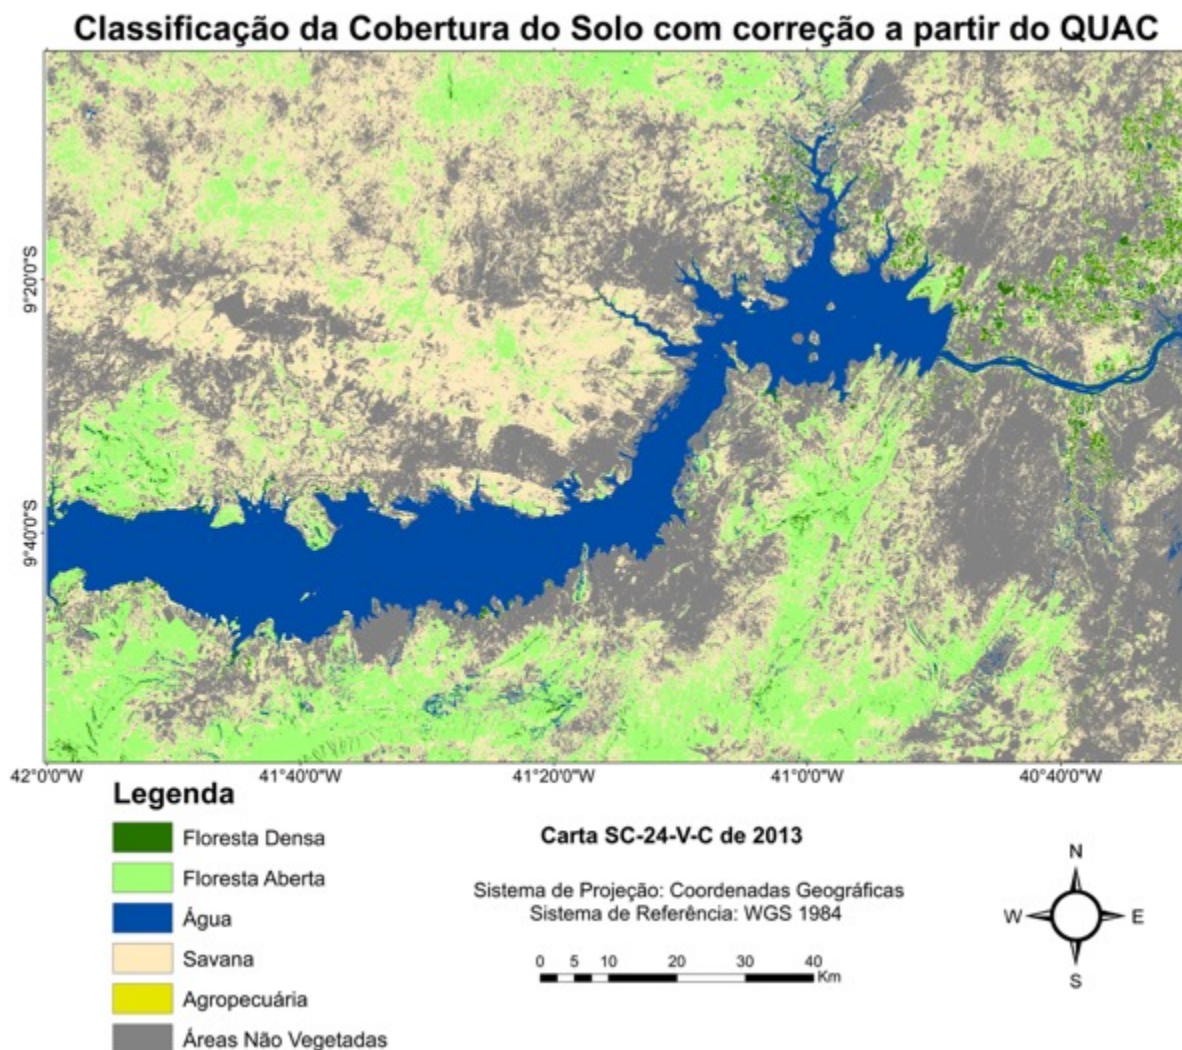 Classificação da Cobertura do Solo com correção a partir do QUAC
9°20'0"S
9°40'0"S
42°0'0"W
41°40'0"W
41°20'0"W
41°0'0"W
40°40'0"W
Legenda
Floresta Densa
Floresta Aberta
Água
Savana
Agropecuária
Áreas Não Vegetadas
Carta SC-24-V-C de 2013
Sistema de Projeção: Coordenadas Geográficas
Sistema de Referência: WGS 1984
0 5 10 20 30 40
Km
N
W E
S